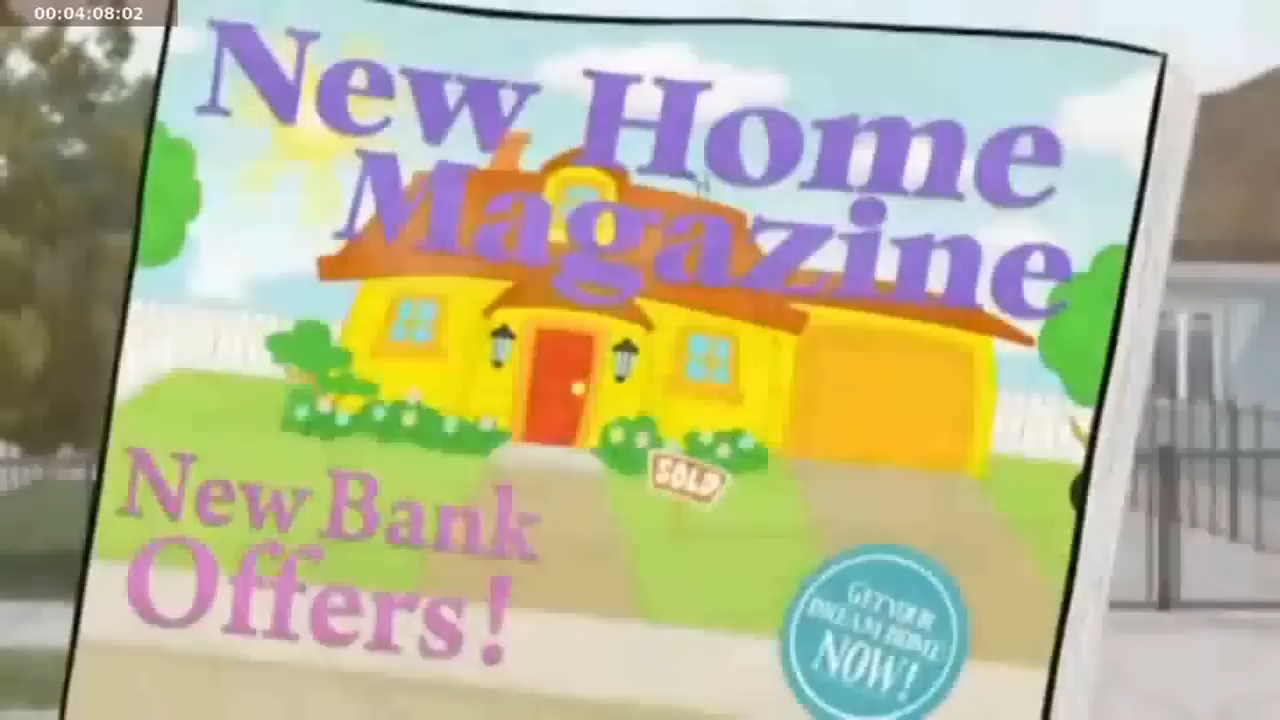 00:04:08:02
New Home
Magazine
SOLD
New Bank
Offers!
GET YOUR
DREAM HOME
NOW!